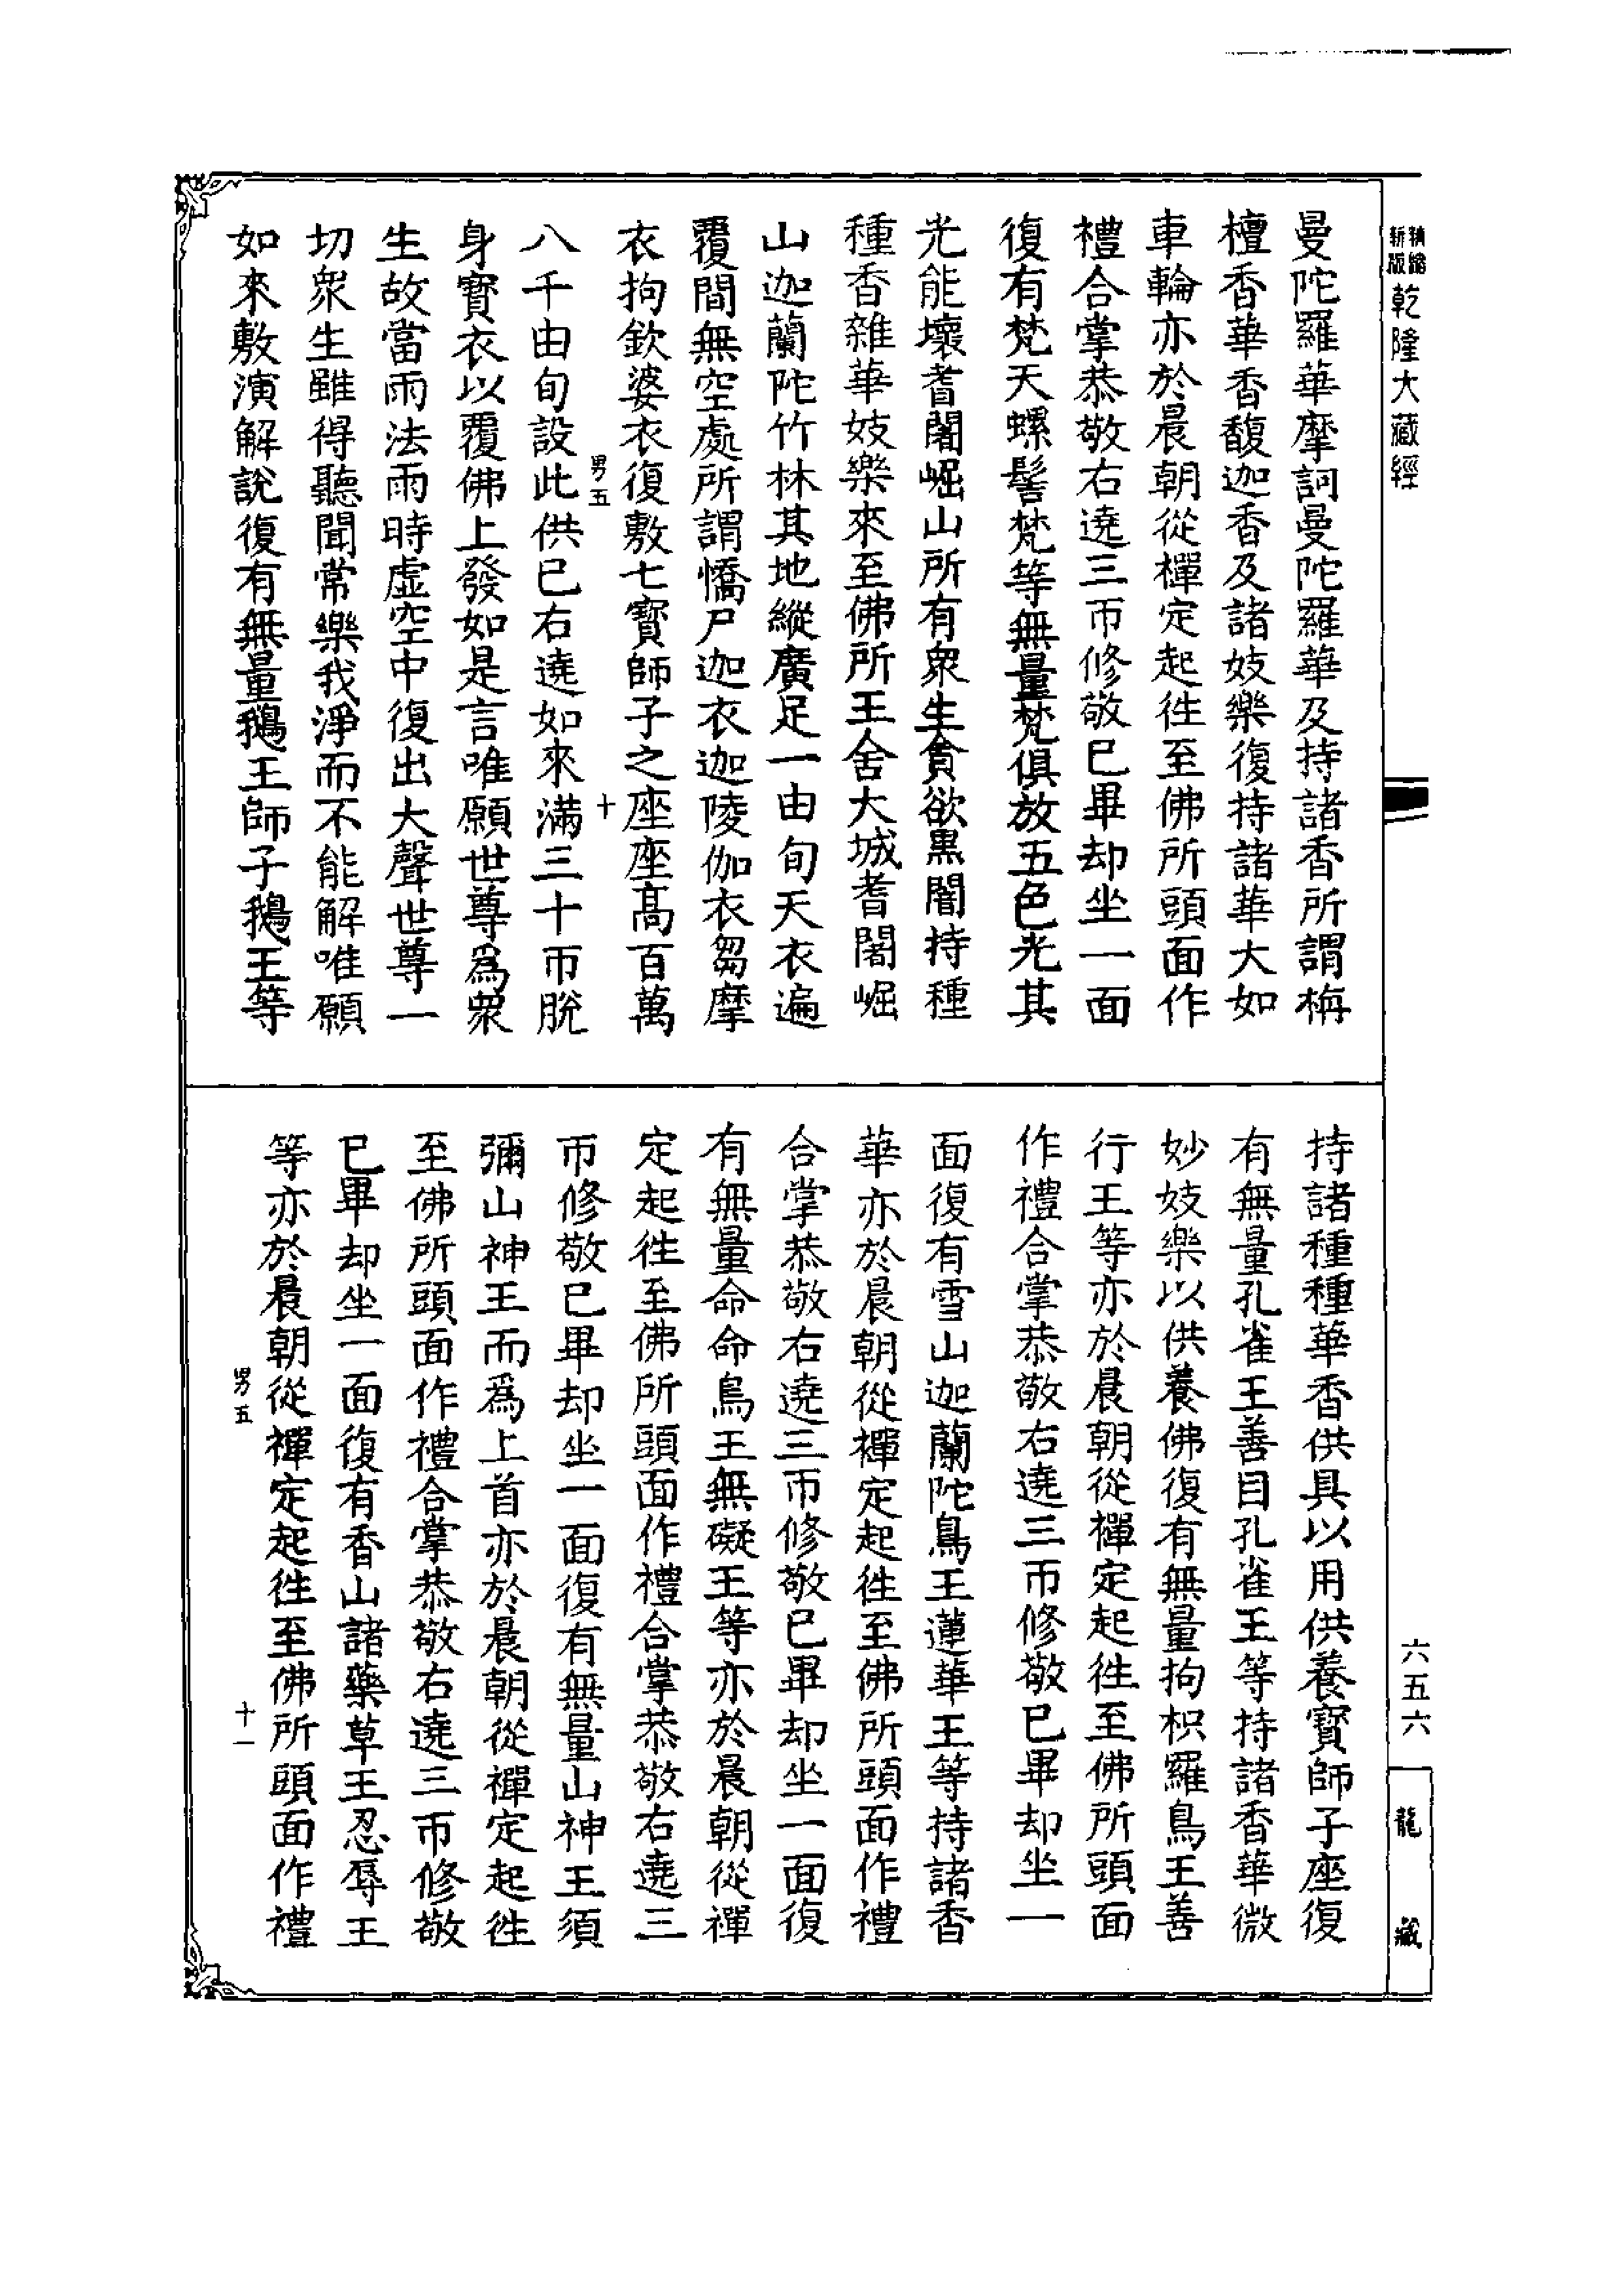 精縮新版乾隆大藏經
曼陀羅華摩訶曼陀羅華及持諸香所謂栴
檀香華香馥迦香及諸妓樂復持諸華大如
車輪亦於晨朝從禪定起徃至佛所頭面作
禮合掌恭敬右遶三帀修敬已畢却坐一面
復有梵天螺髻梵等無量梵俱放五色光其
光能壞耆闍崛山所有衆生貪欲黒闇持種
種香雜華妓樂來至佛所王舍大城耆闍崛
山迦蘭陀竹林其地縱廣足一由旬天衣遍
覆間無空處所謂憍尸迦衣迦陵伽衣芻摩
衣拘欽婆衣復敷七寳師子之座座髙百萬
男五
十
八千由旬設此供已右遶如來滿三十帀脫
身寳衣以覆佛上發如是言唯願世尊爲衆
生故當雨法雨時虚空中復出大聲世尊一
切衆生雖得聽聞常樂我淨而不能解唯願
如來敷演解說復有無量鵝王師子鵝王等
持諸種種華香供具以用供養寳師子座復
有無量孔雀王善目孔雀王等持諸香華微
妙妓樂以供養佛復有無量拘枳羅鳥王善
行王等亦於晨朝從禪定起徃至佛所頭面
作禮合掌恭敬右遶三帀修敬已畢却坐一
面復有雪山迦蘭陀鳥王蓮華王等持諸香
華亦於晨朝從禪定起徃至佛所頭面作禮
合掌恭敬右遶三帀修敬已畢却坐一面復
有無量命命鳥王無礙王等亦於晨朝從禪
定起徃至佛所頭面作禮合掌恭敬右遶三
帀修敬已畢却坐一面復有無量山神王須
彌山神王而爲上首亦於晨朝從禪定起徃
至佛所頭面作禮合掌恭敬右遶三帀修敬
已畢却坐一面復有香山諸藥草王忍辱王
等亦於晨朝從禪定起徃至佛所頭面作禮
男五
十一
六五六
龍藏